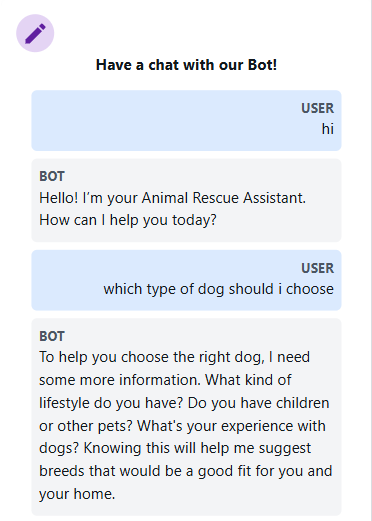 Have a chat with our Bot!
USER
hi
BOT
Hello! I'm your Animal Rescue Assistant.
How can I help you today?
USER
which type of dog should i choose
BOT
To help you choose the right dog, I need
some more information. What kind of
lifestyle do you have? Do you have children
or other pets? What's your experience with
dogs? Knowing this will help me suggest
breeds that would be a good fit for you and
your home.